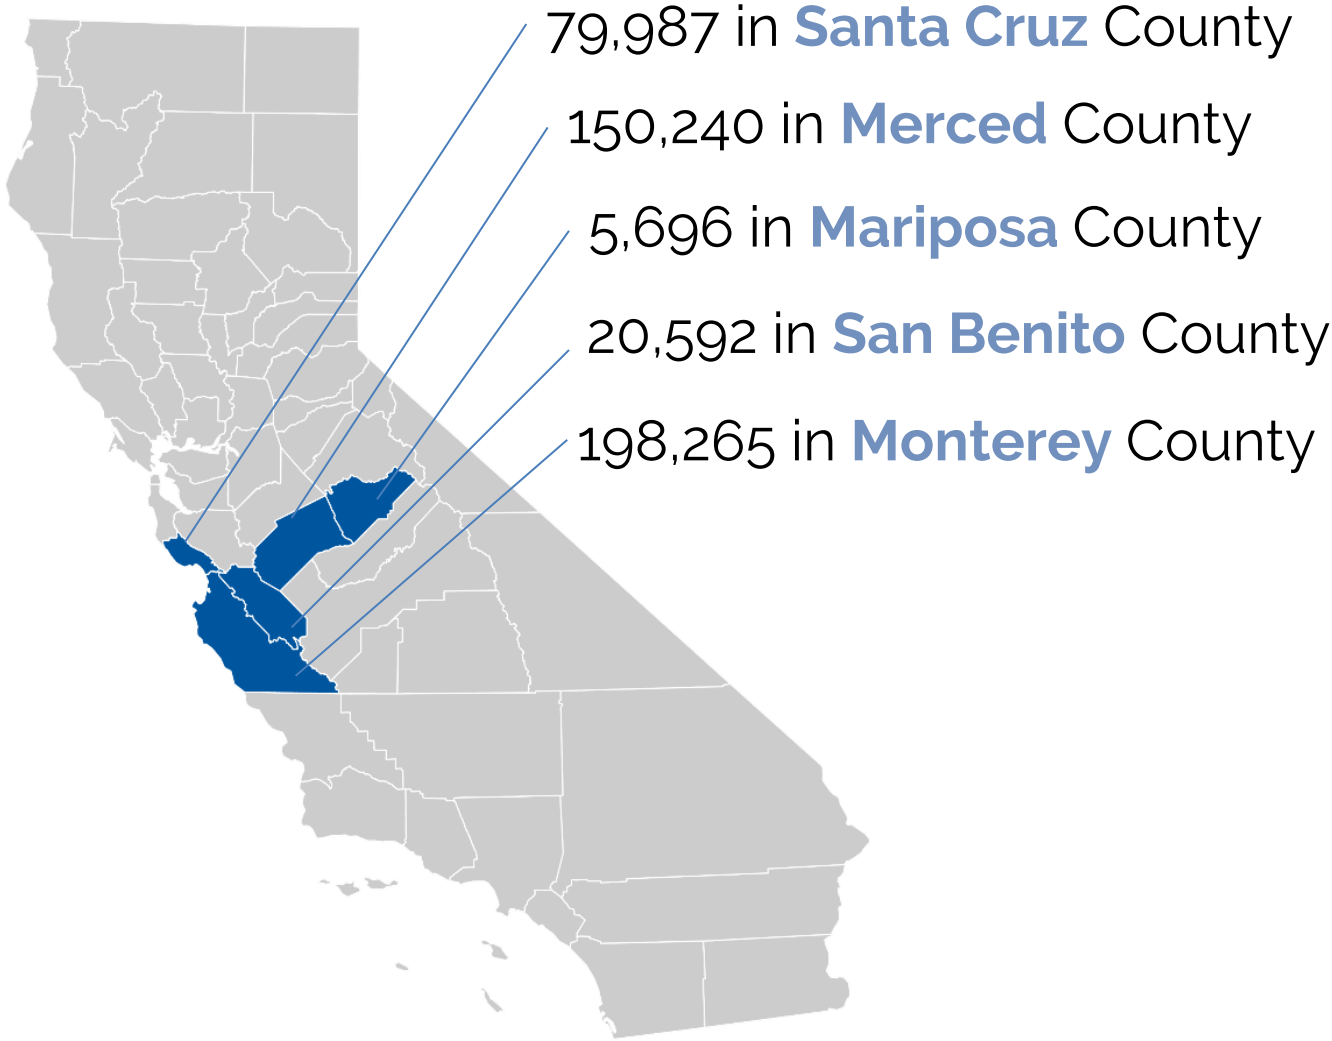 79,987 in Santa Cruz County
150,240 in Merced County
5,696 in Mariposa County
20,592 in San Benito County
198,265 in Monterey County